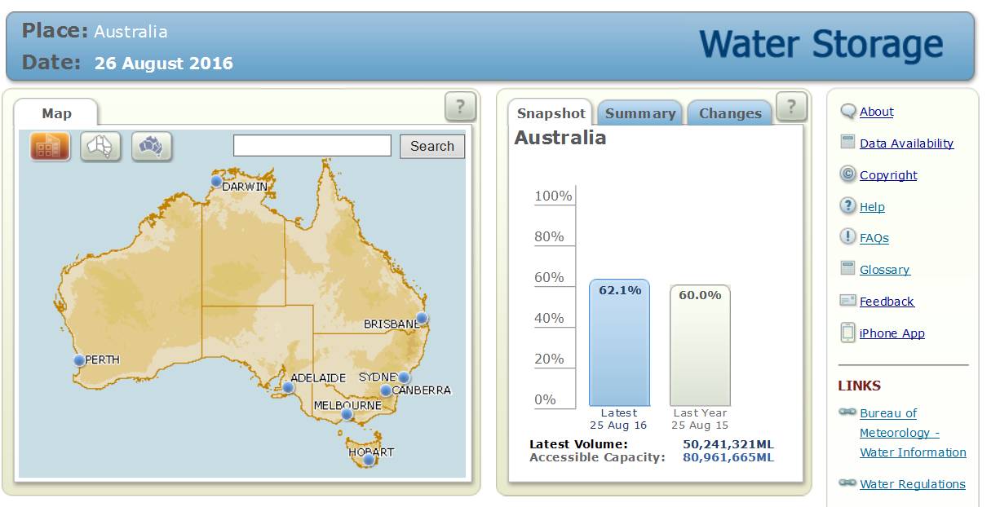 Place: Australia
Date: 26 August 2016
Water Storage
Map
?
Search
DARWIN
BRISBANE
PERTH
ADELAIDE
SYDNEY
CANBERRA
MELBOURNE
HOBART
Snapshot
Summary
Changes
?
Australia
100%
80%
60%
40%
20%
0%
62.1%
60.0%
Latest
25 Aug 16
Last Year
25 Aug 15
Latest Volume: 50,241,321ML
Accessible Capacity: 80,961,665ML
About
Data Availability
© Copyright
? Help
! FAQs
Glossary
Feedback
iPhone App
LINKS
Bureau of
Meteorology -
Water Information
Water Regulations